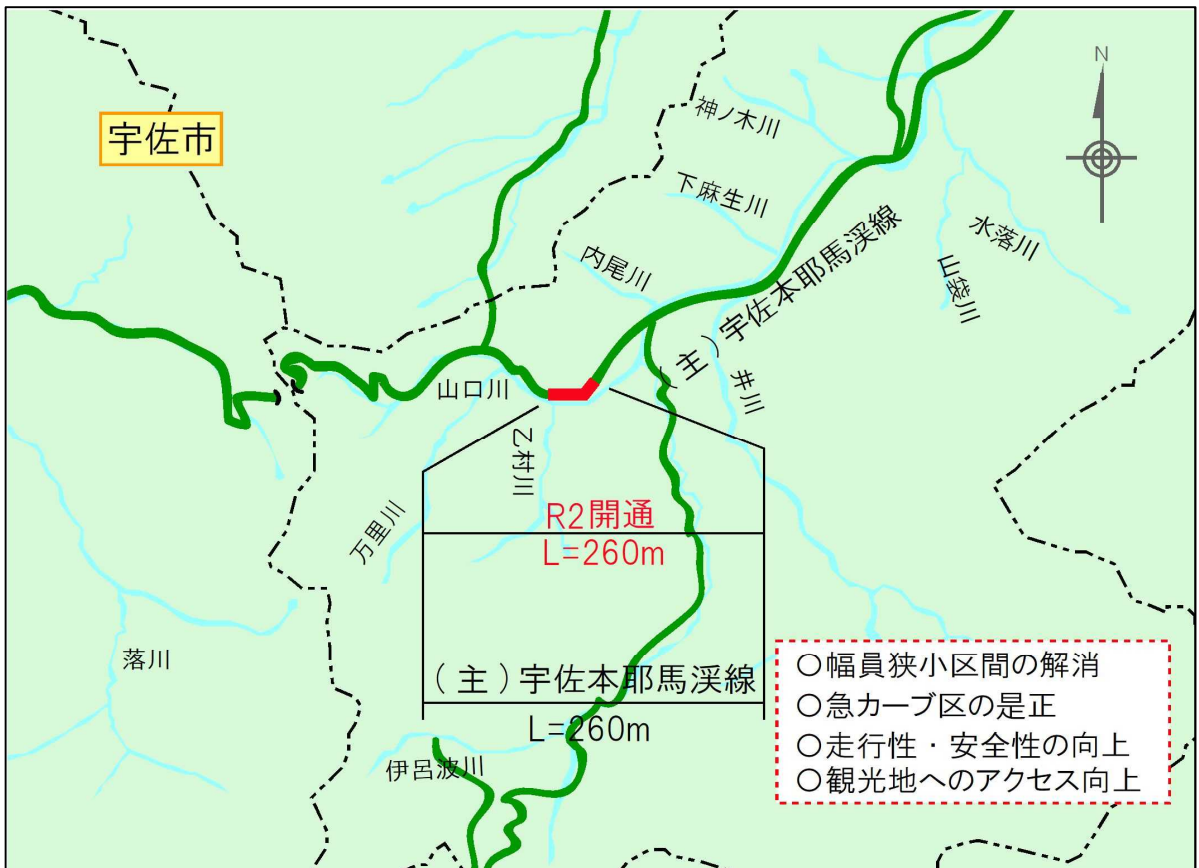 N
宇佐市
神ノ木川
下麻生川
内尾川
水落川
山袋川
(主)宇佐本耶馬渓線
井川
山口川
乙村川
万里川
R2開通
L=260m
落川
(主)宇佐本耶馬渓線
L=260m
伊呂波川
○幅員狭小区間の解消
○急カーブ区の是正
○走行性・安全性の向上
○観光地へのアクセス向上